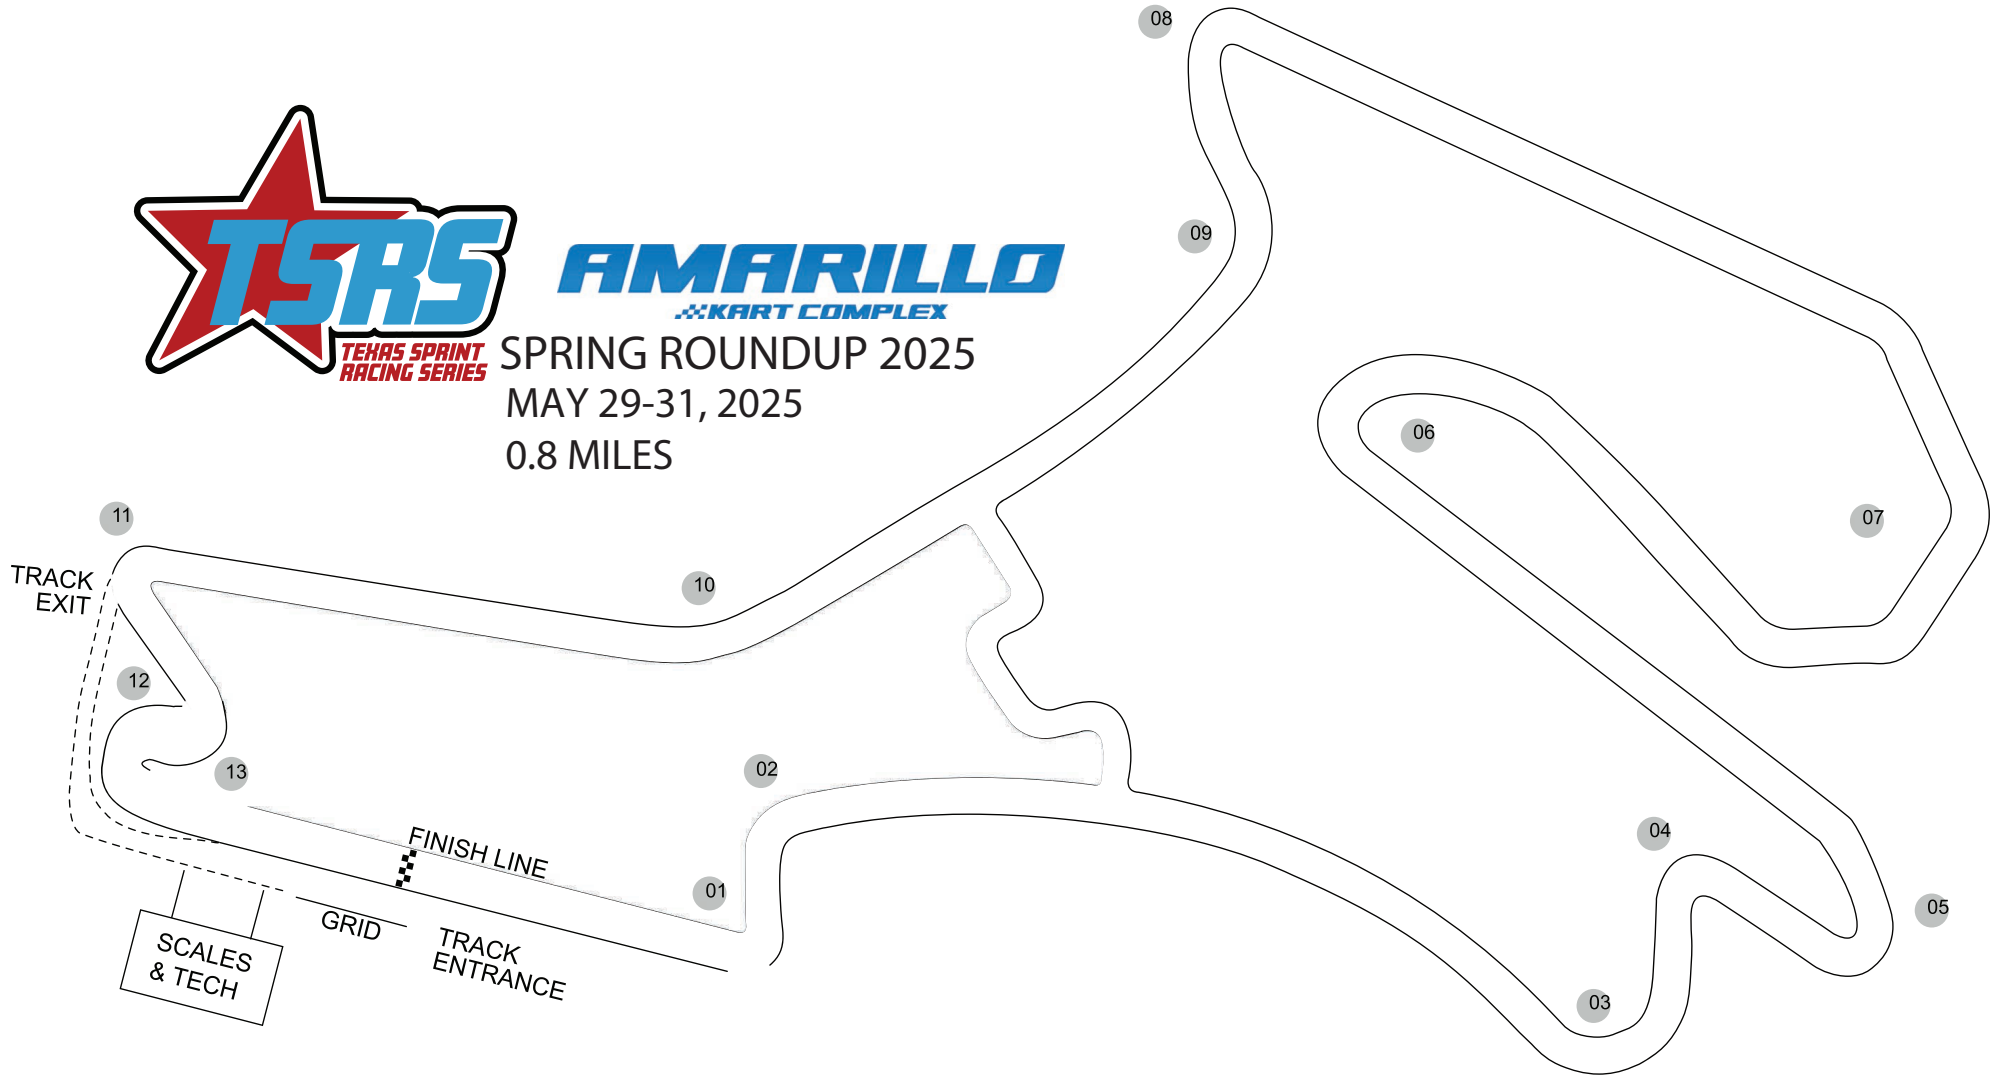 08
TSRS
TEXAS SPRINT
RACING SERIES
AMARILLO
KART COMPLEX
SPRING ROUNDUP 2025
MAY 29-31, 2025
0.8 MILES
09
06
07
11
TRACK
EXIT
10
12
13
02
FINISH LINE
01
04
05
GRID
TRACK
ENTRANCE
SCALES
& TECH
03